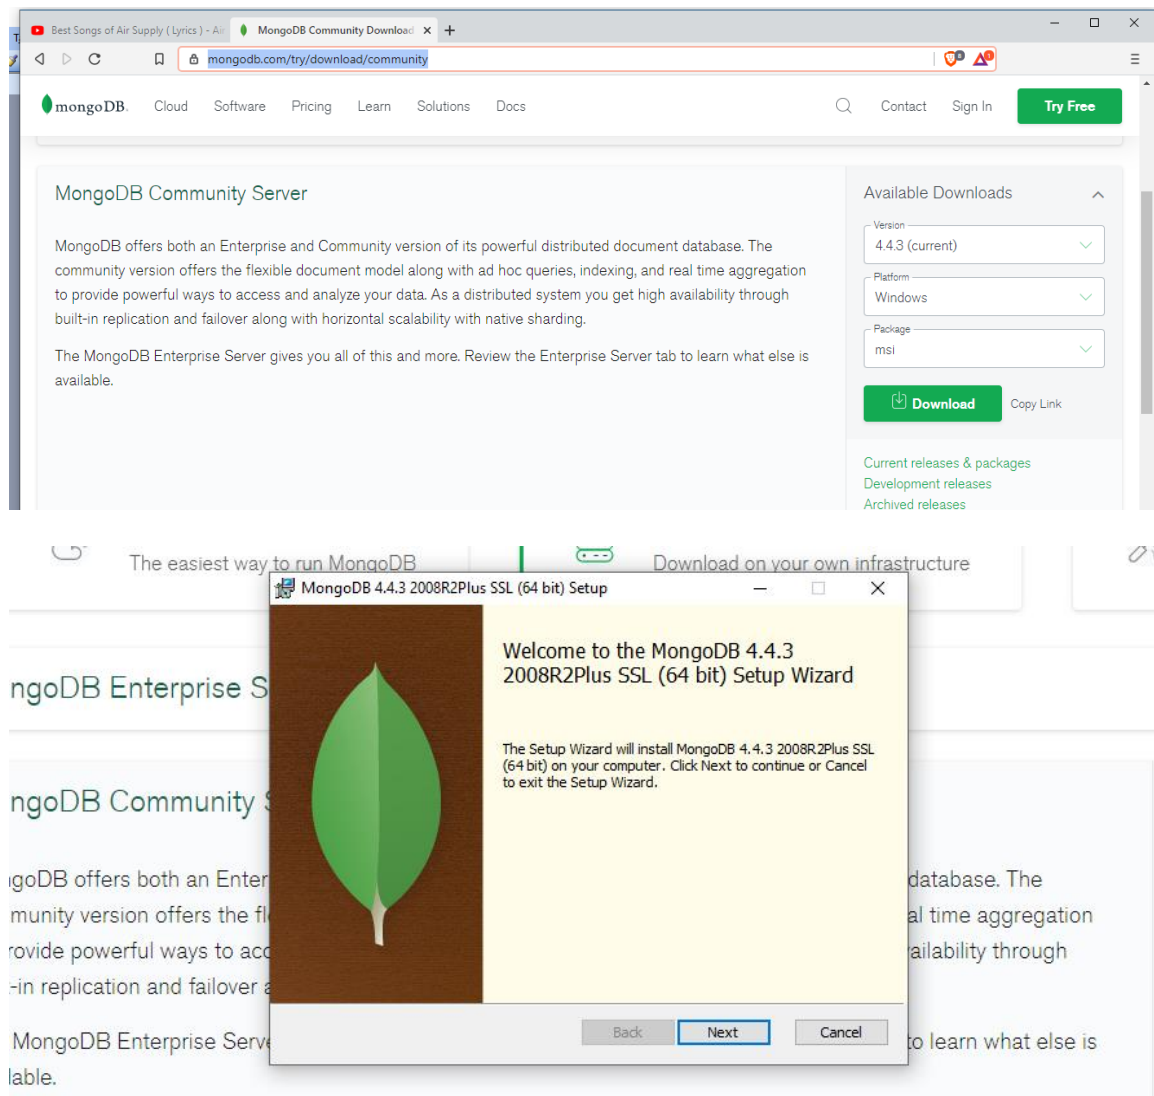 Best Songs of Air Supply ( Lyrics ) - Air
MongoDB Community Download
mongodb.com/try/download/community
mongoDB.
Cloud
Software
Pricing
Learn
Solutions
Docs
Contact
Sign In
Try Free
MongoDB Community Server
MongoDB offers both an Enterprise and Community version of its powerful distributed document database. The
community version offers the flexible document model along with ad hoc queries, indexing, and real time aggregation
to provide powerful ways to access and analyze your data. As a distributed system you get high availability through
built-in replication and failover along with horizontal scalability with native sharding.
The MongoDB Enterprise Server gives you all of this and more. Review the Enterprise Server tab to learn what else is
available.
Available Downloads
Version
4.4.3 (current)
Platform
Windows
Package
msi
Download
Copy Link
Current releases & packages
Development releases
Archived releases
The easiest way to run MongoDB
Download on your own infrastructure
MongoDB 4.4.3 2008R2Plus SSL (64 bit) Setup
Welcome to the MongoDB 4.4.3
2008R2Plus SSL (64 bit) Setup Wizard
The Setup Wizard will install MongoDB 4.4.3 2008R2Plus SSL
(64 bit) on your computer. Click Next to continue or Cancel
to exit the Setup Wizard.
Back
Next
Cancel
ngoDB Enterprise S
ngoDB Community
goDB offers both an Enter
database. The
munity version offers the fl
al time aggregation
rovide powerful ways to acc
ailability through
-in replication and failover a
MongoDB Enterprise Serve
to learn what else is
lable.